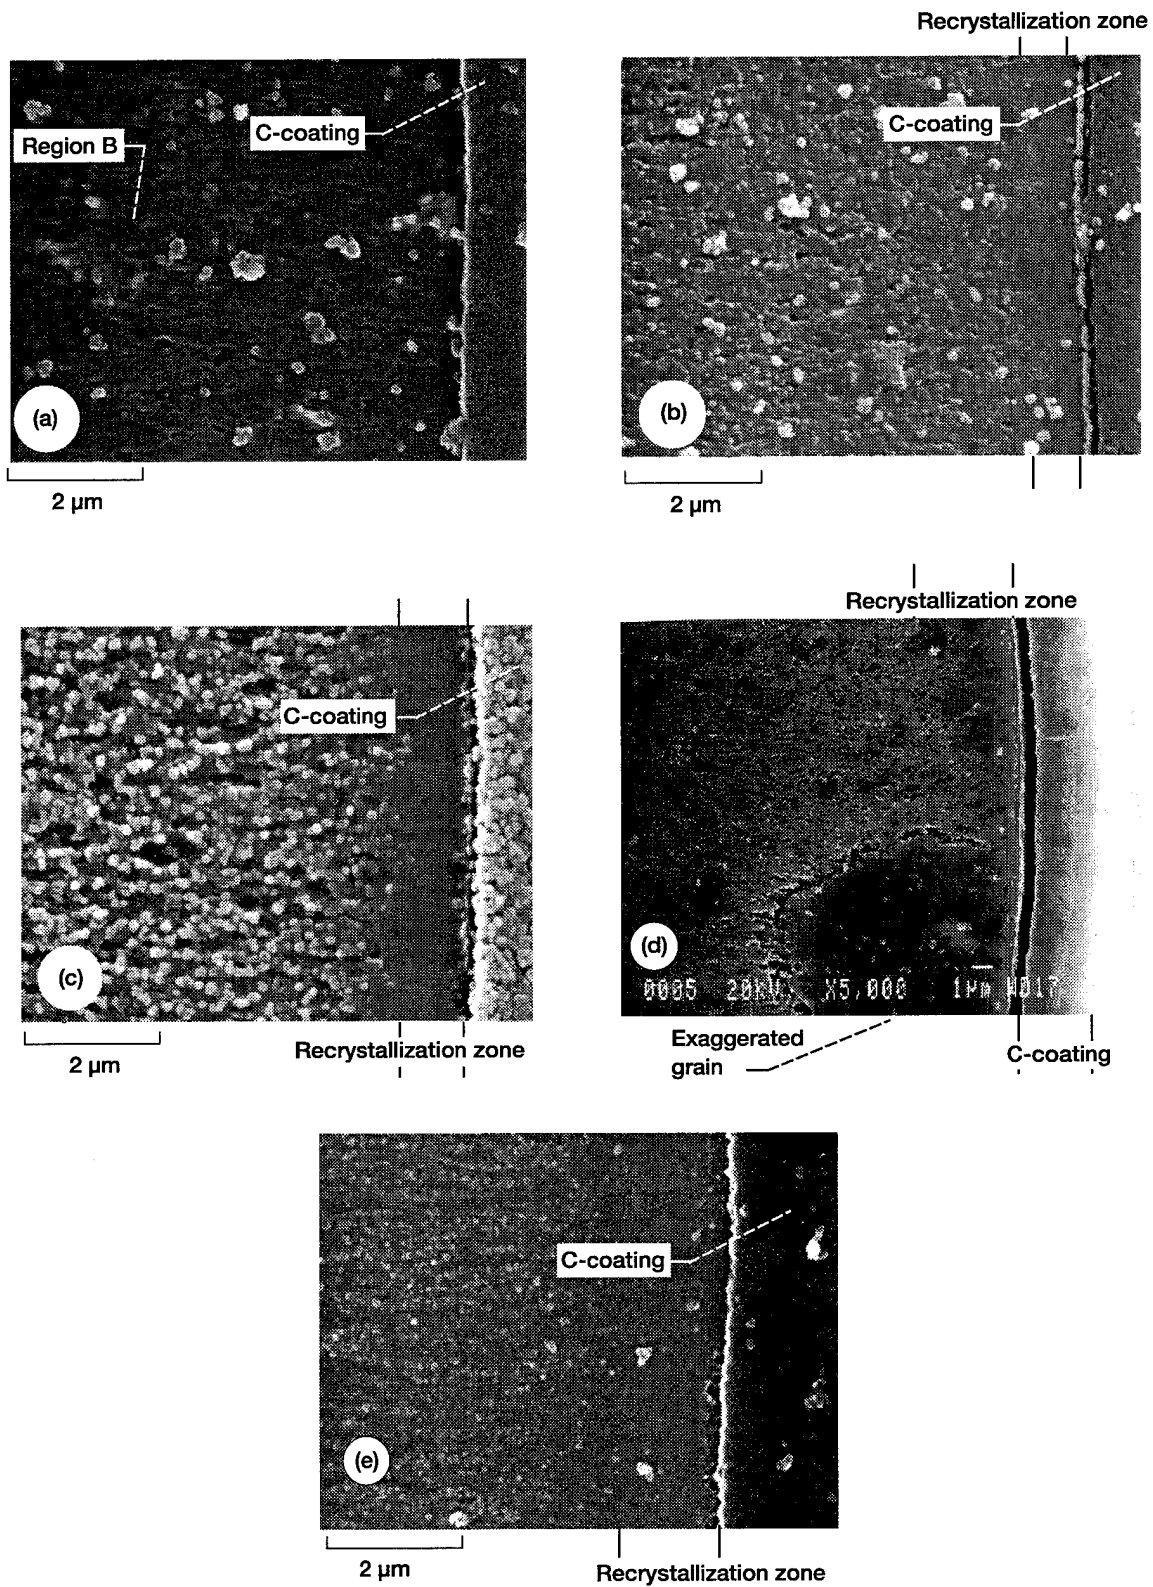 Recrystallization zone
C-coating
Region B
(a)
2 µm
C-coating
(b)
2 µm
Recrystallization zone
C-coating
(c)
2 µm
Recrystallization zone
(d)
0005 20kV X5,000 1µm WD17
Exaggerated
grain
C-coating
C-coating
(e)
2 µm
Recrystallization zone